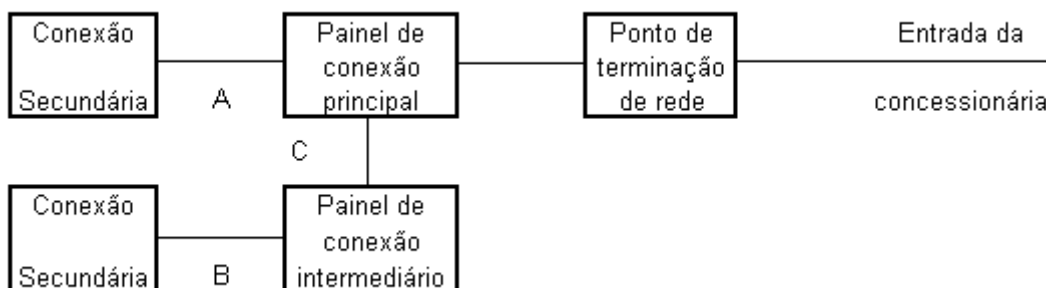 Conexão
Secundária
A
Painel de
conexão
principal
Ponto de
terminação
de rede
Entrada da
concessionária
C
Conexão
Secundária
B
Painel de
conexão
intermediário